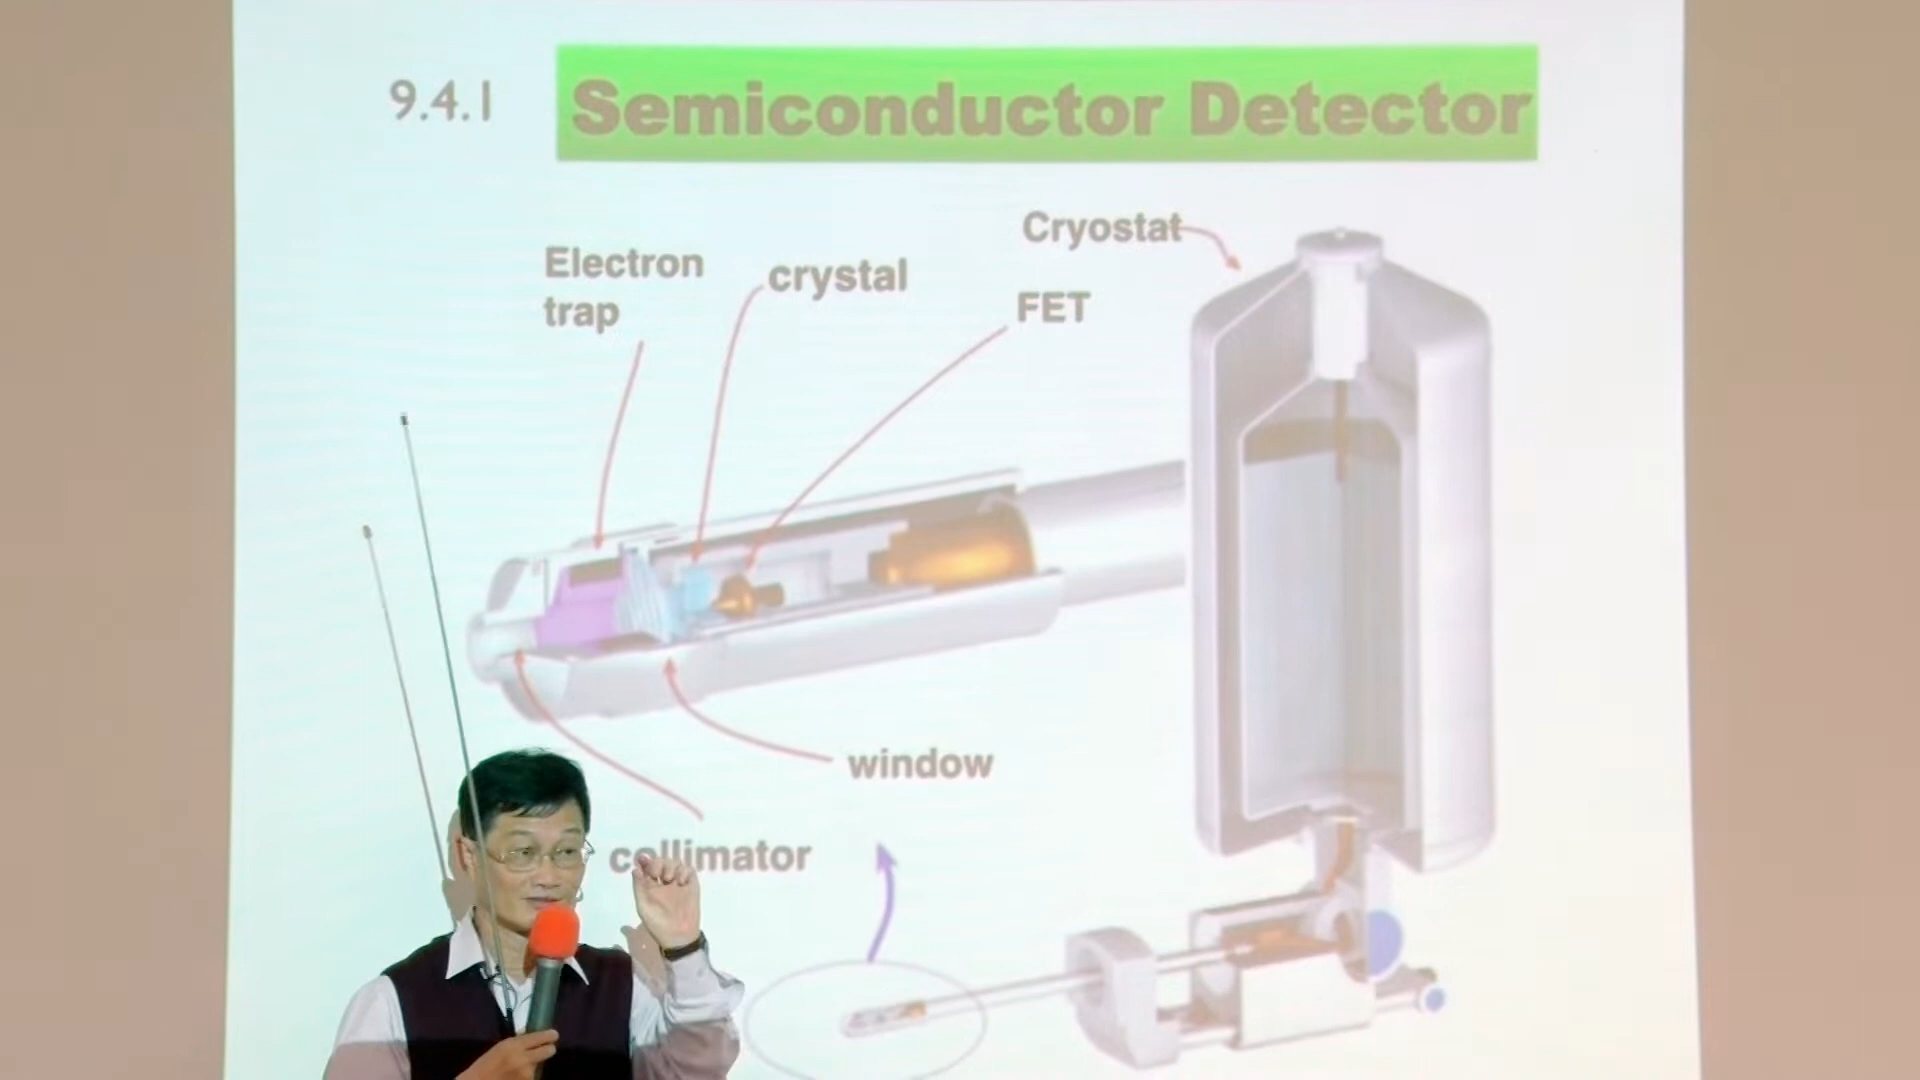 9.4.1 Semiconductor Detector
Cryostat
Electron
trap
crystal
FET
window
collimator